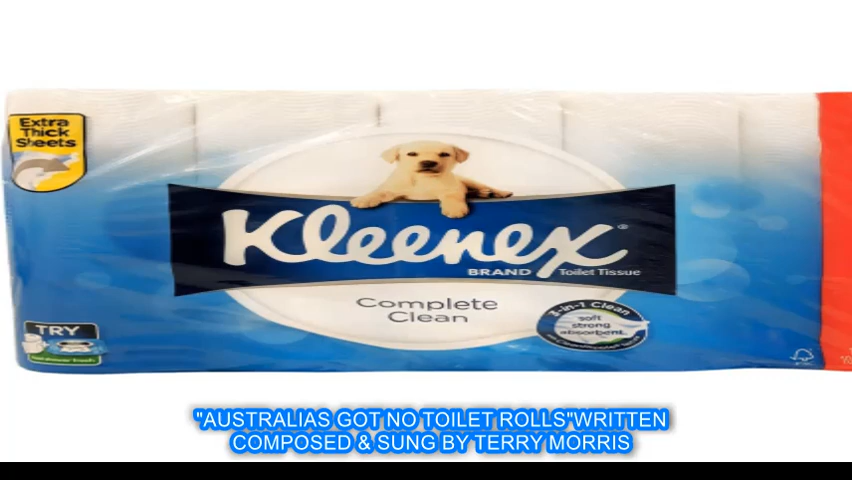 Extra
Thick
Sheets
Kleenex®
BRAND Toilet Tissue
Complete
Clean
3-in-1 Clean
soft
strong
absorbent
TRY
"AUSTRALIAS GOT NO TOILET ROLLS"WRITTEN
COMPOSED & SUNG BY TERRY MORRIS